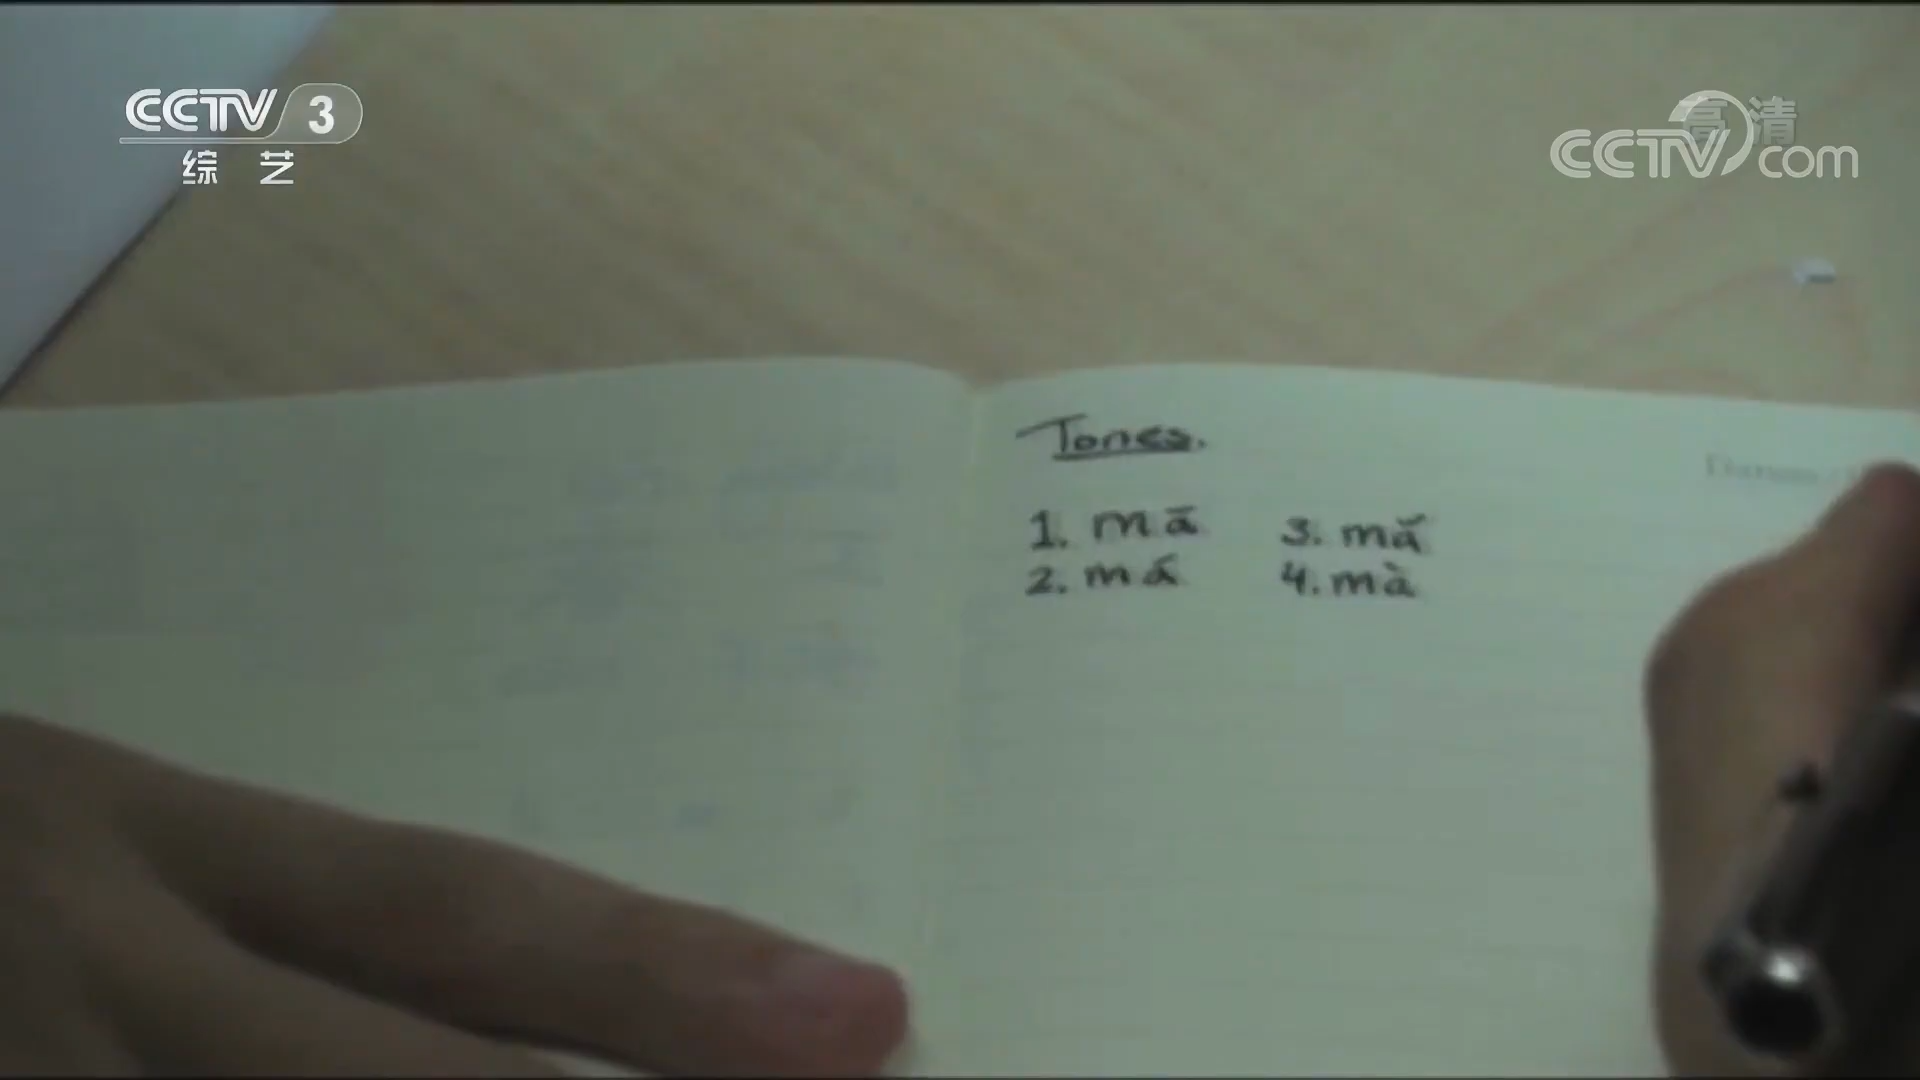 CCTV 3
综艺
高清
CCTV com
Tones.
1. mā 3. mǎ
2. má 4. mà